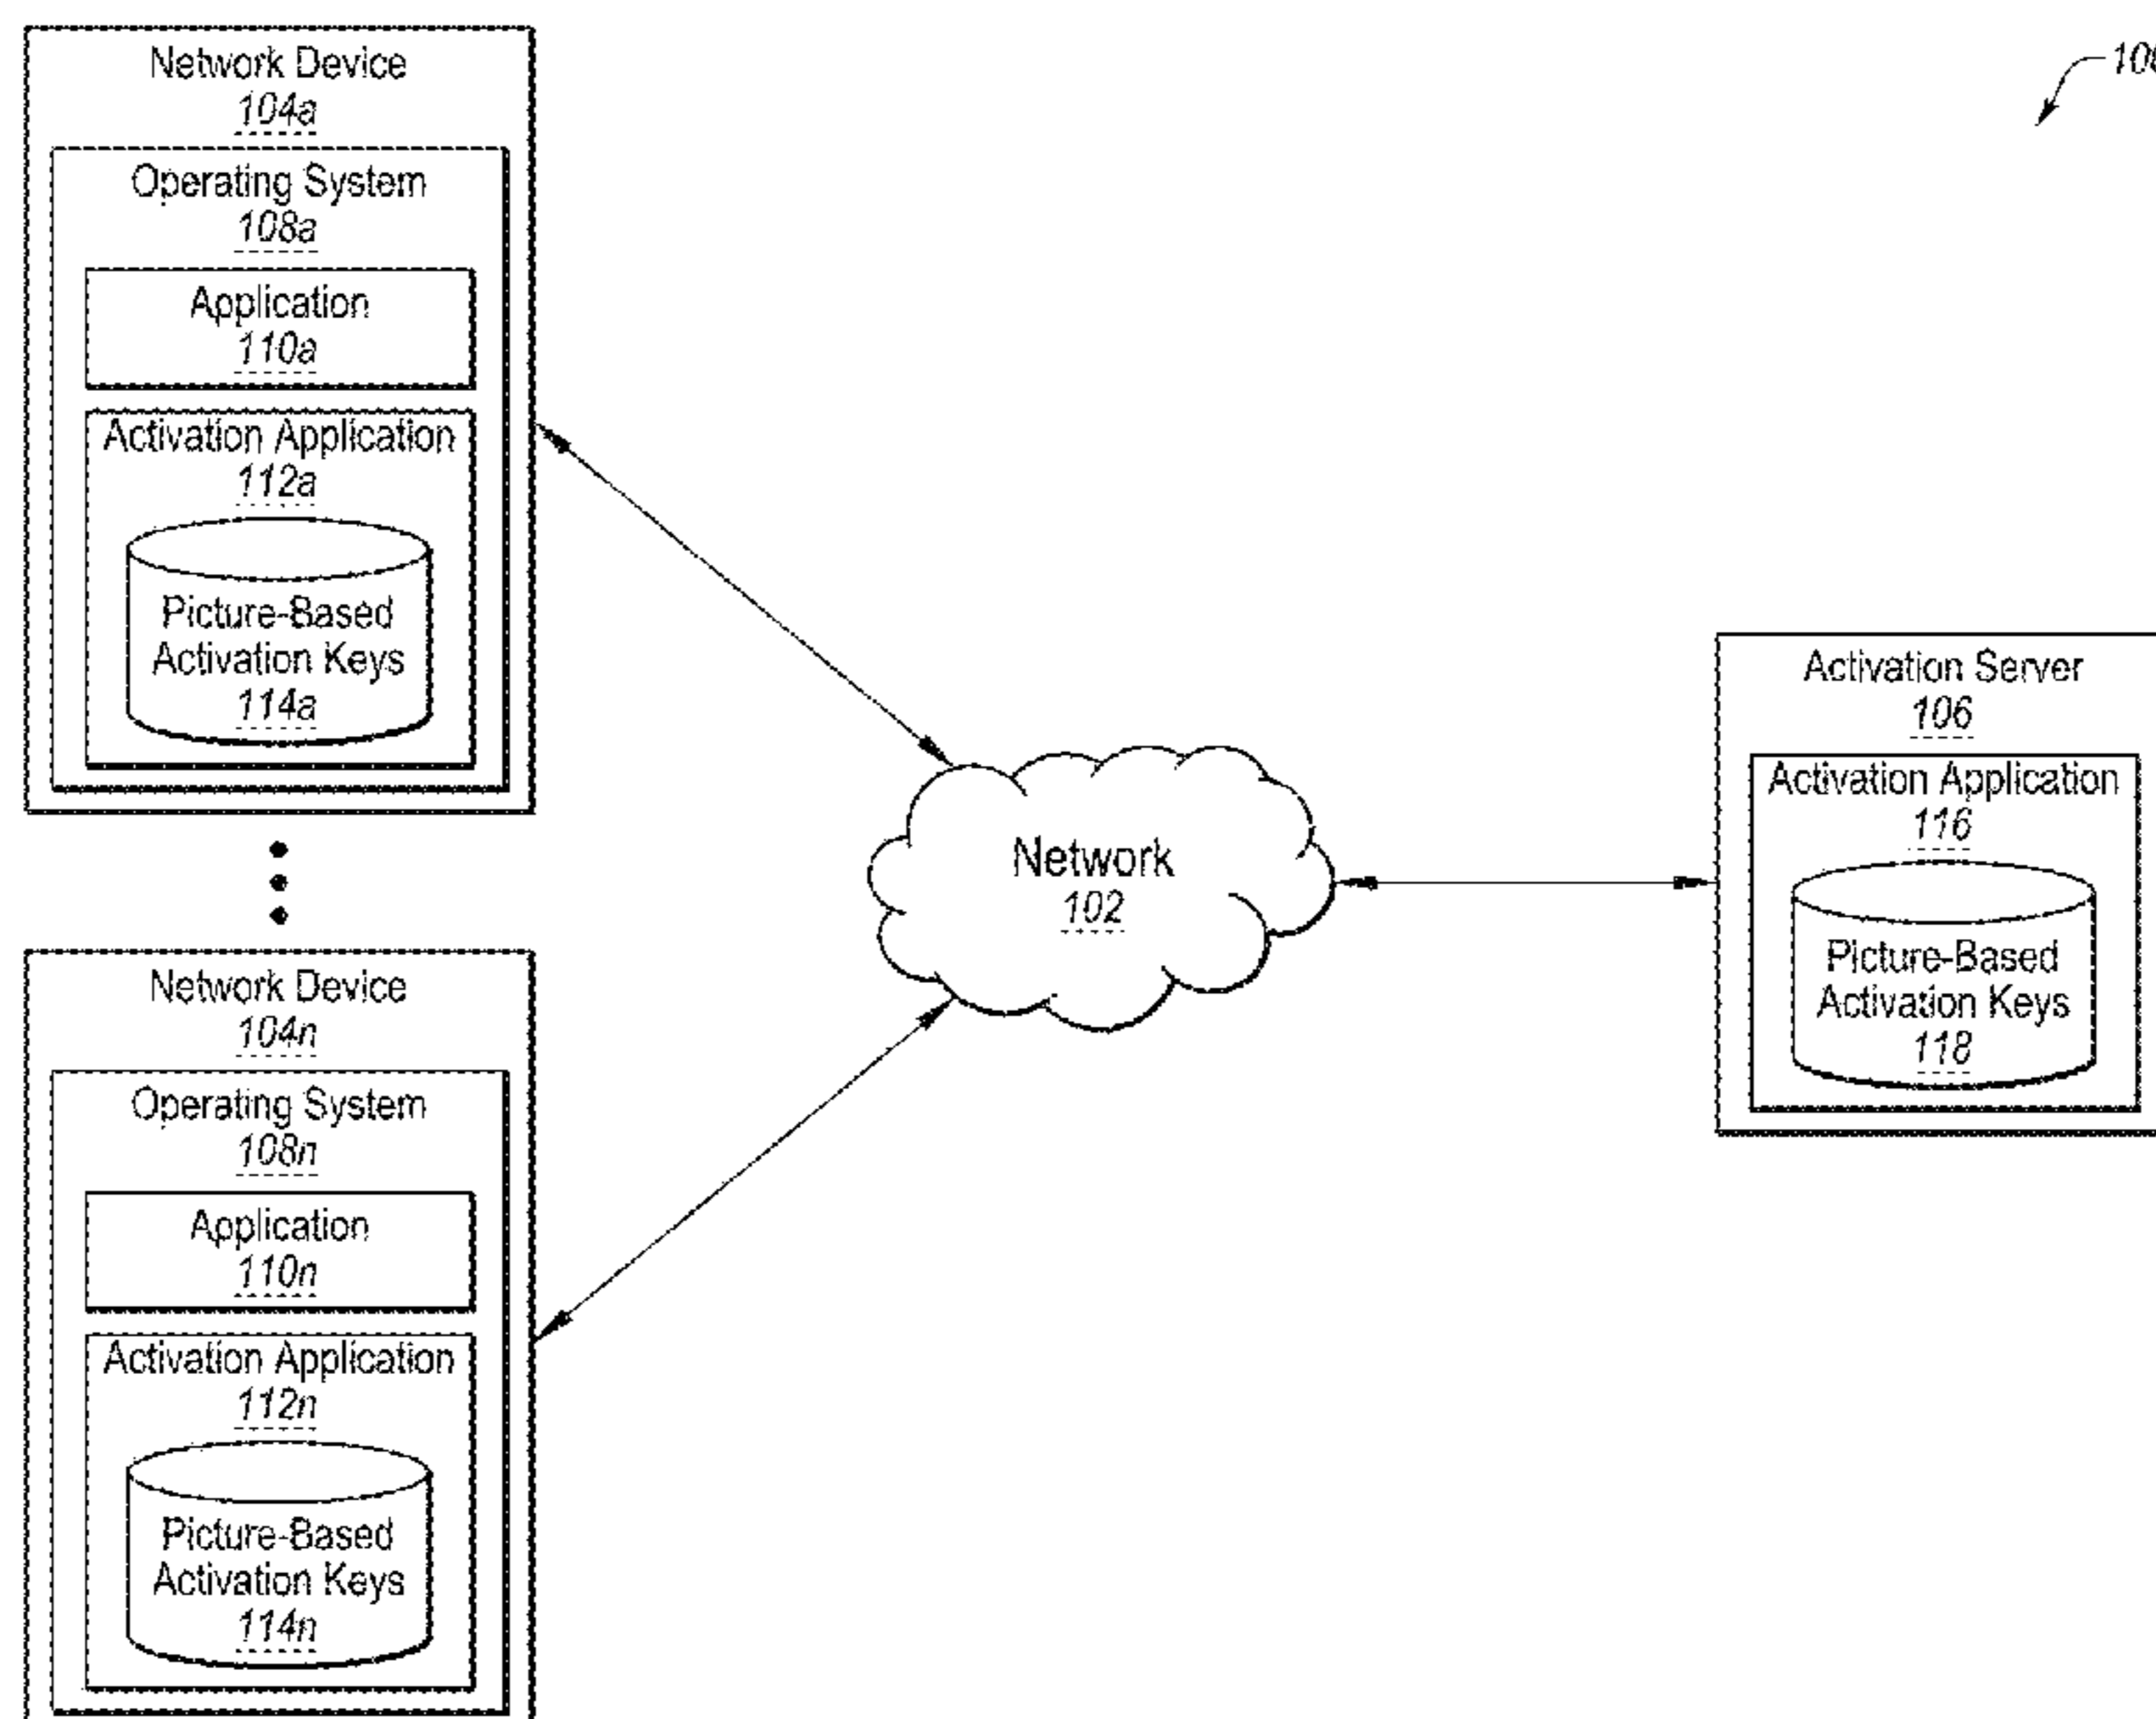 Network Device
104a
Operating System
108a
Application
110a
Activation Application
112a
Picture-Based
Activation Keys
114a
Network Device
104n
Operating System
108n
Application
110n
Activation Application
112n
Picture-Based
Activation Keys
114n
Network
102
Activation Server
106
Activation Application
116
Picture-Based
Activation Keys
118